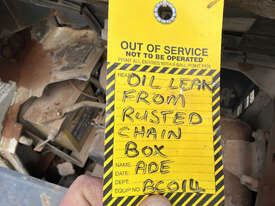 OUT OF SERVICE
NOT TO BE OPERATED
OIL LEAK
FROM
RUSTED
CHAIN
BOX
NAME: ADE
DATE:
DEPT.
EQUIP NO. BCO14